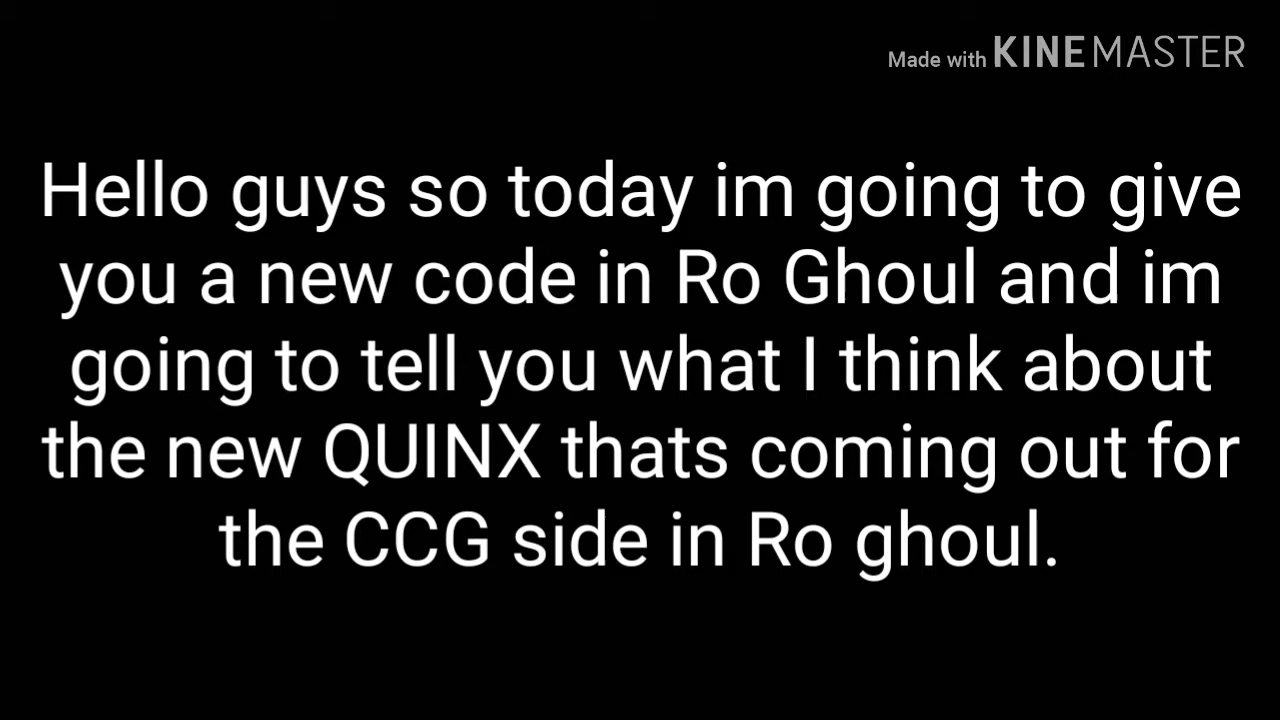 Made with KINEMASTER
Hello guys so today im going to give
you a new code in Ro Ghoul and im
going to tell you what I think about
the new QUINX thats coming out for
the CCG side in Ro ghoul.